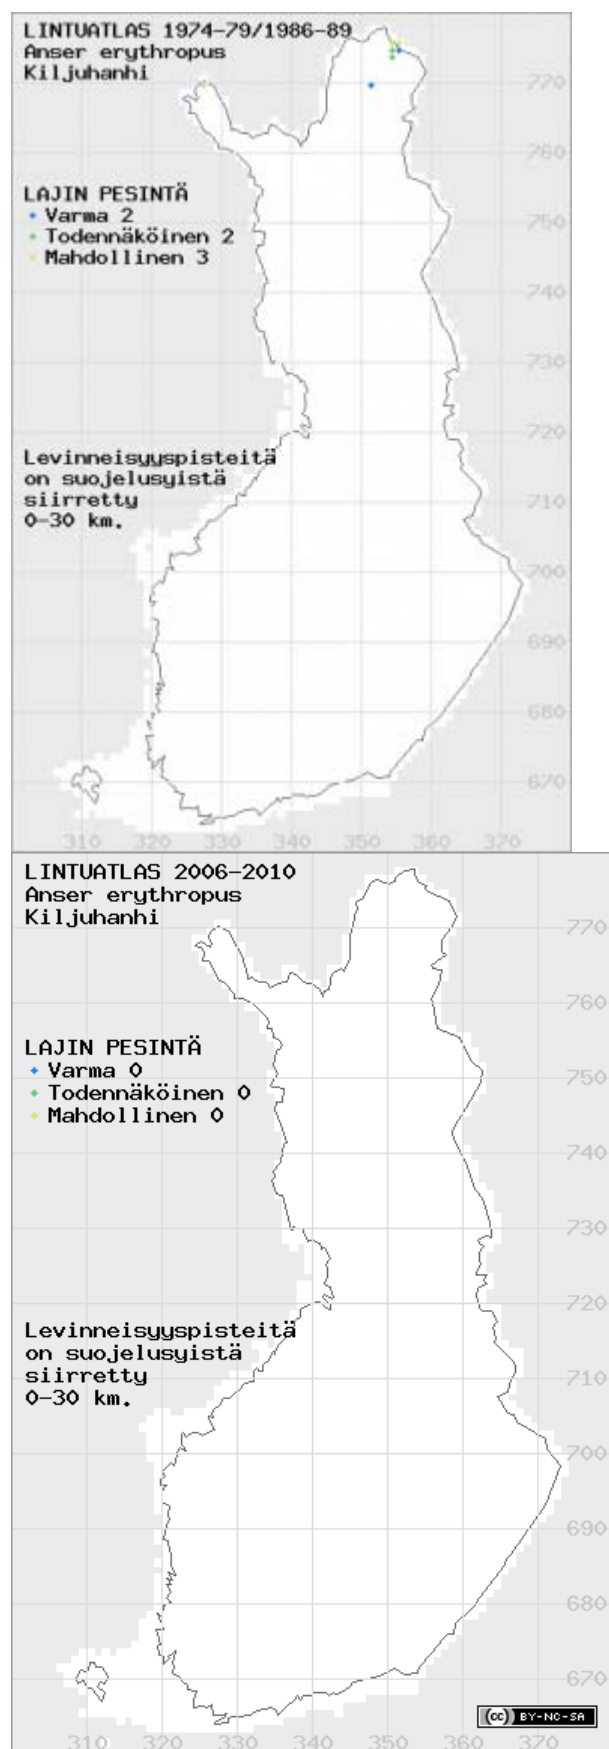 LINTUATLAS 1974-79/1986-89
Anser erythropus
Kiljuhanhi
770
760
LAJIN PESINTÄ
Varma 2
750
Todennäköinen 2
Mahdollinen 3
740
730
720
Levinneisyyspisteitä
on suojelusyistä
siirretty
710
0-30 km.
700
690
680
670
310 320 330 340 350 360 370
LINTUATLAS 2006-2010
Anser erythropus
Kiljuhanhi
770
760
LAJIN PESINTÄ
Varma 0
750
Todennäköinen 0
Mahdollinen 0
740
730
720
Levinneisyyspisteitä
on suojelusyistä
siirretty
710
0-30 km.
700
690
680
670
cc BY-NC-SA
310 320 330 340 350 360 370